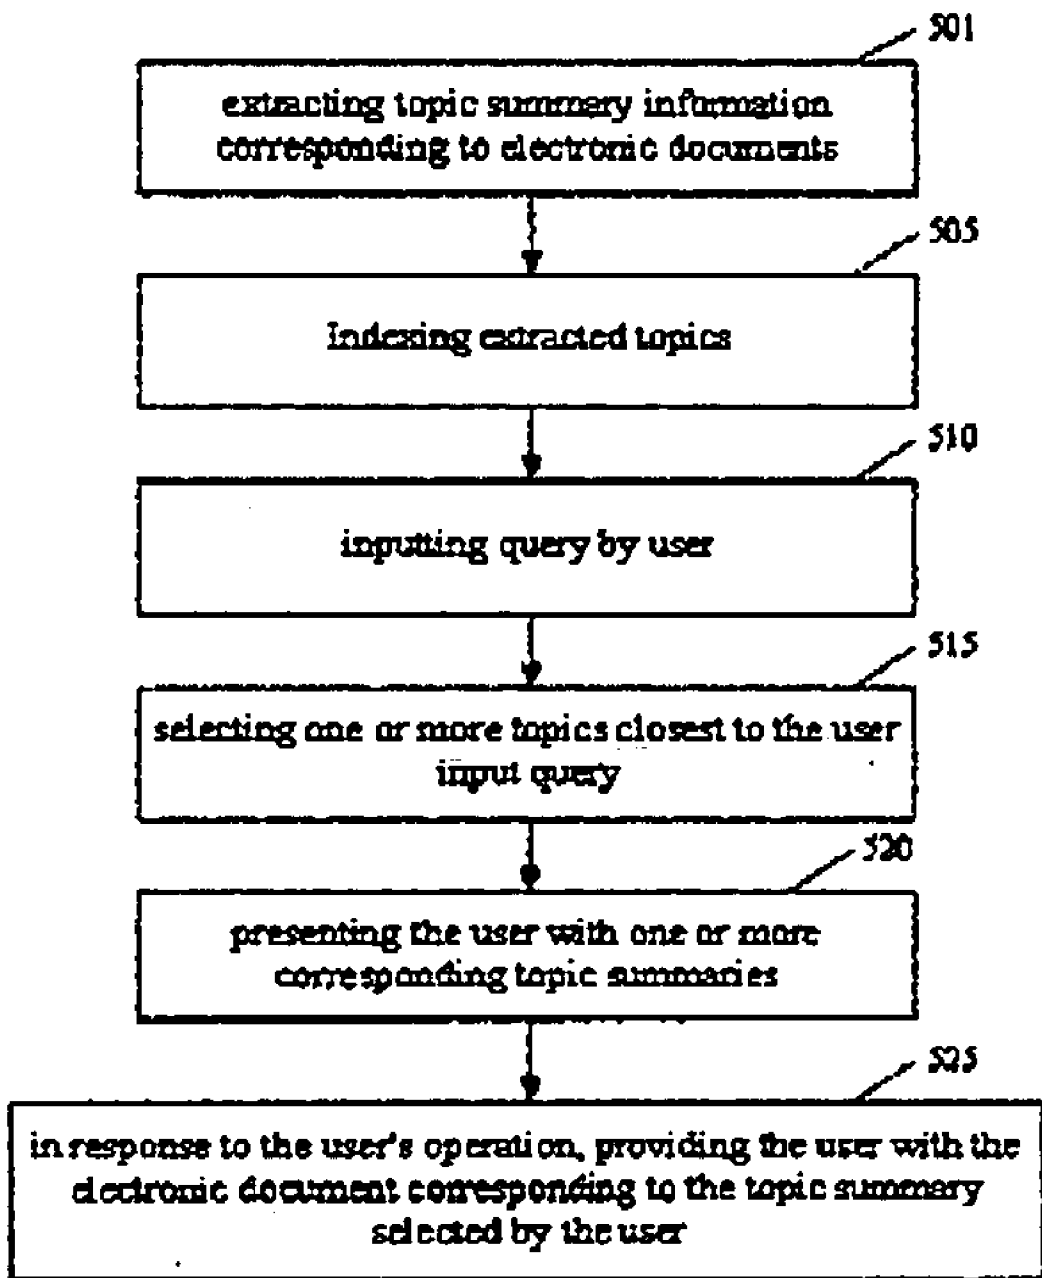 501
extracting topic summary information
corresponding to electronic documents
505
Indexing extracted topics
510
inputting query by user
515
selecting one or more topics closest to the user
input query
520
presenting the user with one or more
corresponding topic summaries
525
in response to the user's operation, providing the user with the
electronic document corresponding to the topic summary
selected by the user